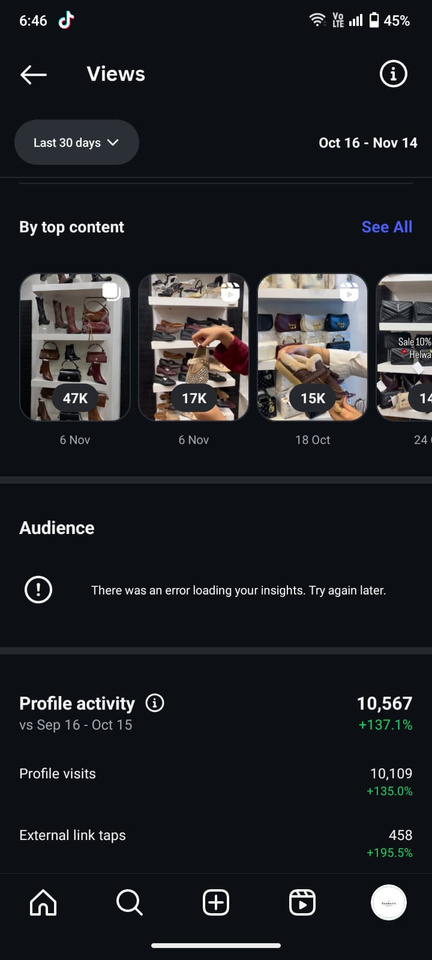 6:46
Vo
LTE
45%
Views
Last 30 days
Oct 16 - Nov 14
By top content
See All
47K
17K
15K
Sale 10%
Helwa
14
6 Nov
6 Nov
18 Oct
24
Audience
There was an error loading your insights. Try again later.
Profile activity
10,567
vs Sep 16 - Oct 15
+137.1%
Profile visits
10,109
+135.0%
External link taps
458
+195.5%